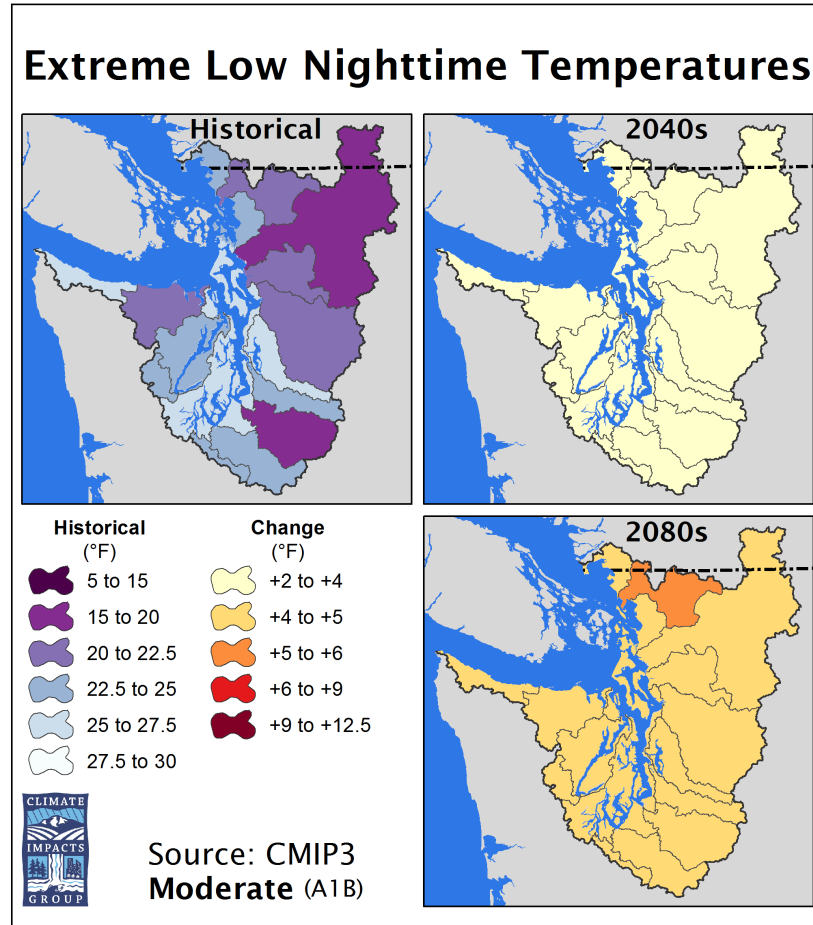 Extreme Low Nighttime Temperatures
Historical
2040s
Historical
(°F)
5 to 15
15 to 20
20 to 22.5
22.5 to 25
25 to 27.5
27.5 to 30
Change
(°F)
+2 to +4
+4 to +5
+5 to +6
+6 to +9
+9 to +12.5
2080s
CLIMATE
IMPACTS
GROUP
Source: CMIP3
Moderate (A1B)